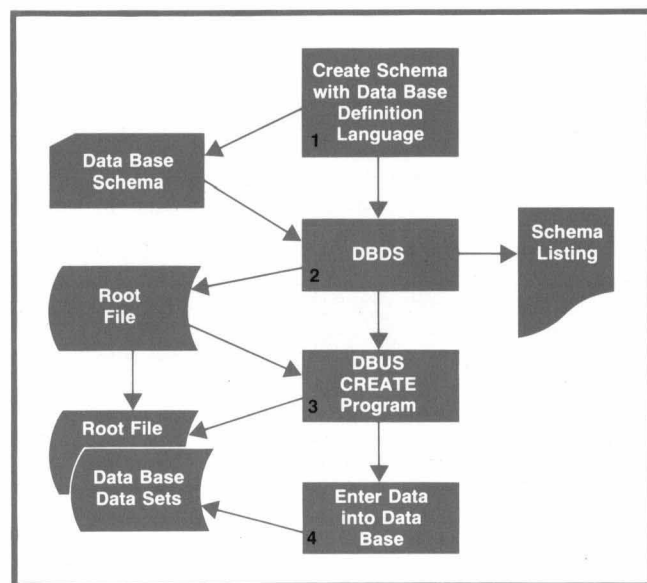 Create Schema
with Data Base
Definition
Language
1
Data Base
Schema
DBDS
2
Schema
Listing
Root
File
DBUS
CREATE
Program
3
Root File
Data Base
Data Sets
Enter Data
into Data
Base
4